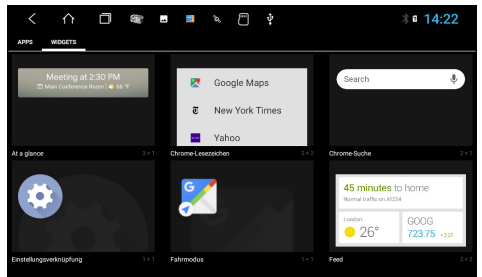 14:22
APPS WIDGETS
Meeting at 2:30 PM
Main Conference Room | 66 °F
Google Maps
New York Times
Yahoo
Search
At a glance 3 × 1
Chrome-Lesezeichen 2 × 2
Chrome-Suche 2 × 1
G
45 minutes to home
Normal traffic on A1234
London
26°
GOOG
723.75 +3.25
Einstellungsverknüpfung 1 × 1
Fahrmodus 1 × 1
Feed 2 × 2